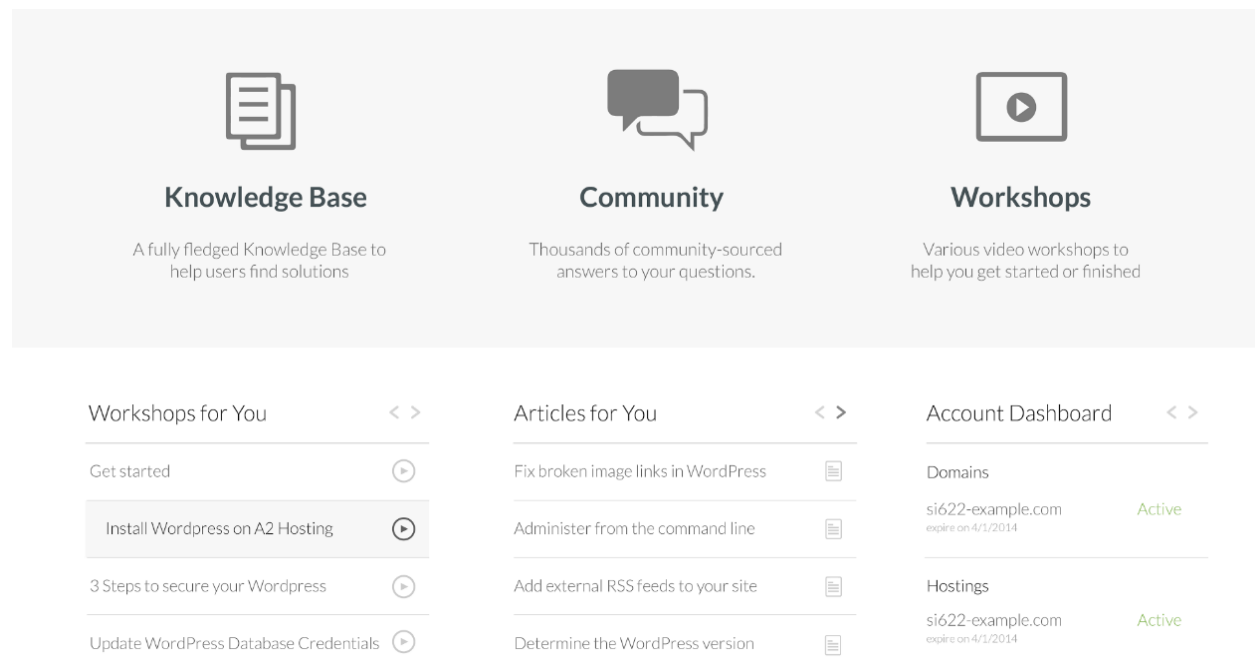 Knowledge Base
A fully fledged Knowledge Base to
help users find solutions
Community
Thousands of community-sourced
answers to your questions.
Workshops
Various video workshops to
help you get started or finished
Workshops for You
< >
Get started
Install Wordpress on A2 Hosting
3 Steps to secure your Wordpress
Update WordPress Database Credentials
Articles for You
< >
Fix broken image links in WordPress
Administer from the command line
Add external RSS feeds to your site
Determine the WordPress version
Account Dashboard
< >
Domains
si622-example.com Active
expire on 4/1/2014
Hostings
si622-example.com Active
expire on 4/1/2014